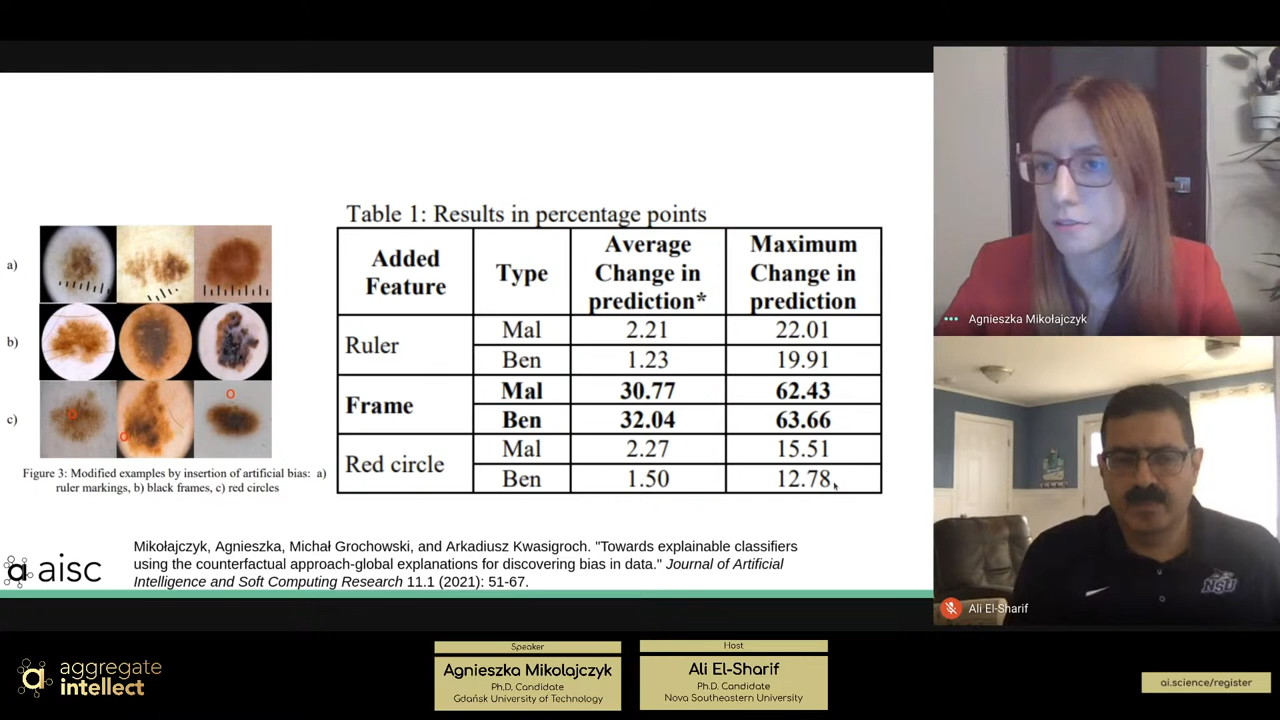 Table 1: Results in percentage points
Added Feature | Type | Average Change in prediction* | Maximum Change in prediction
Ruler | Mal | 2.21 | 22.01
Ben | 1.23 | 19.91
Frame | Mal | 30.77 | 62.43
Ben | 32.04 | 63.66
Red circle | Mal | 2.27 | 15.51
Ben | 1.50 | 12.78
a)
b)
c)
Figure 3: Modified examples by insertion of artificial bias: a)
ruler markings, b) black frames, c) red circles
Mikołajczyk, Agnieszka, Michał Grochowski, and Arkadiusz Kwasigroch. "Towards explainable classifiers
using the counterfactual approach-global explanations for discovering bias in data." Journal of Artificial
Intelligence and Soft Computing Research 11.1 (2021): 51-67.
aisc
Agnieszka Mikołajczyk
NSU
Ali El-Sharif
aggregate
intellect
Speaker
Agnieszka Mikolajczyk
Ph.D. Candidate
Gdańsk University of Technology
Host
Ali El-Sharif
Ph.D. Candidate
Nova Southeastern University
ai.science/register